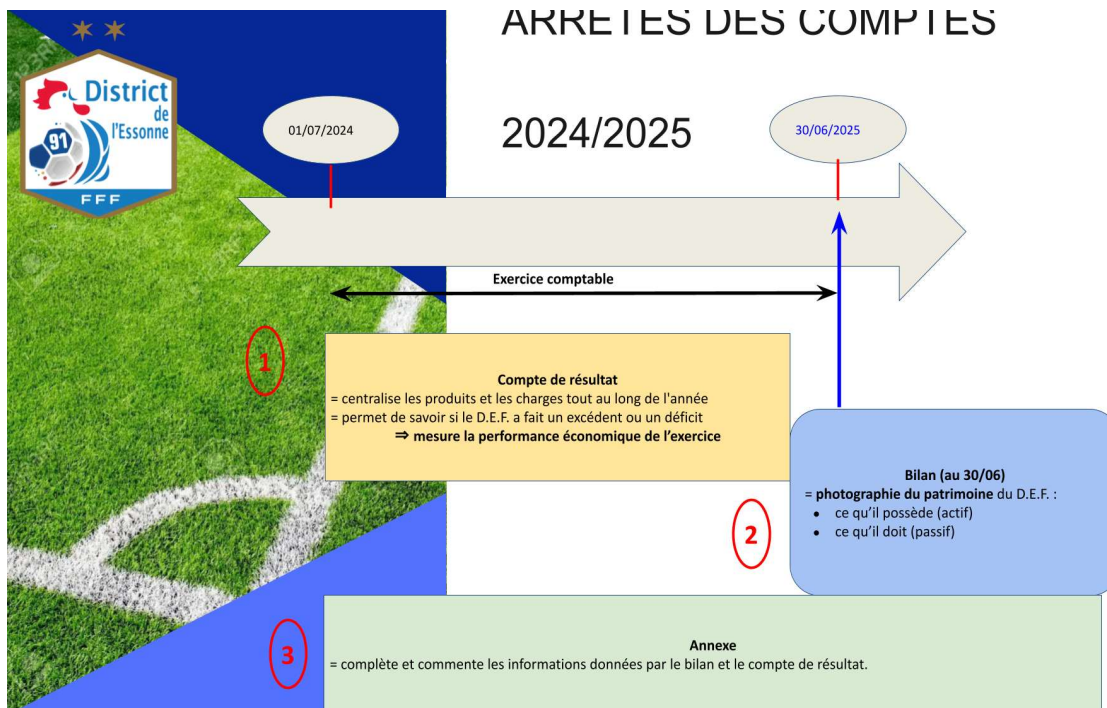 ARRETES DES COMPTES
2024/2025
District
de
l'Essonne
91
FFF
01/07/2024
30/06/2025
Exercice comptable
1
Compte de résultat
= centralise les produits et les charges tout au long de l'année
= permet de savoir si le D.E.F. a fait un excédent ou un déficit
⇒ mesure la performance économique de l'exercice
2
Bilan (au 30/06)
= photographie du patrimoine du D.E.F. :
• ce qu'il possède (actif)
• ce qu'il doit (passif)
3
Annexe
= complète et commente les informations données par le bilan et le compte de résultat.